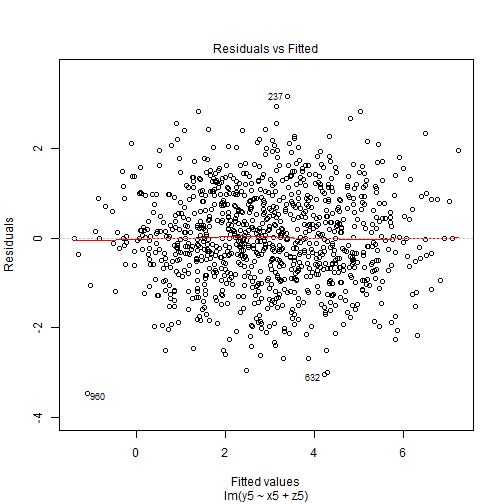 Residuals vs Fitted
237
2
0
Residuals
-2
632
960
-4
0 2 4 6
Fitted values
lm(y5 ~ x5 + z5)